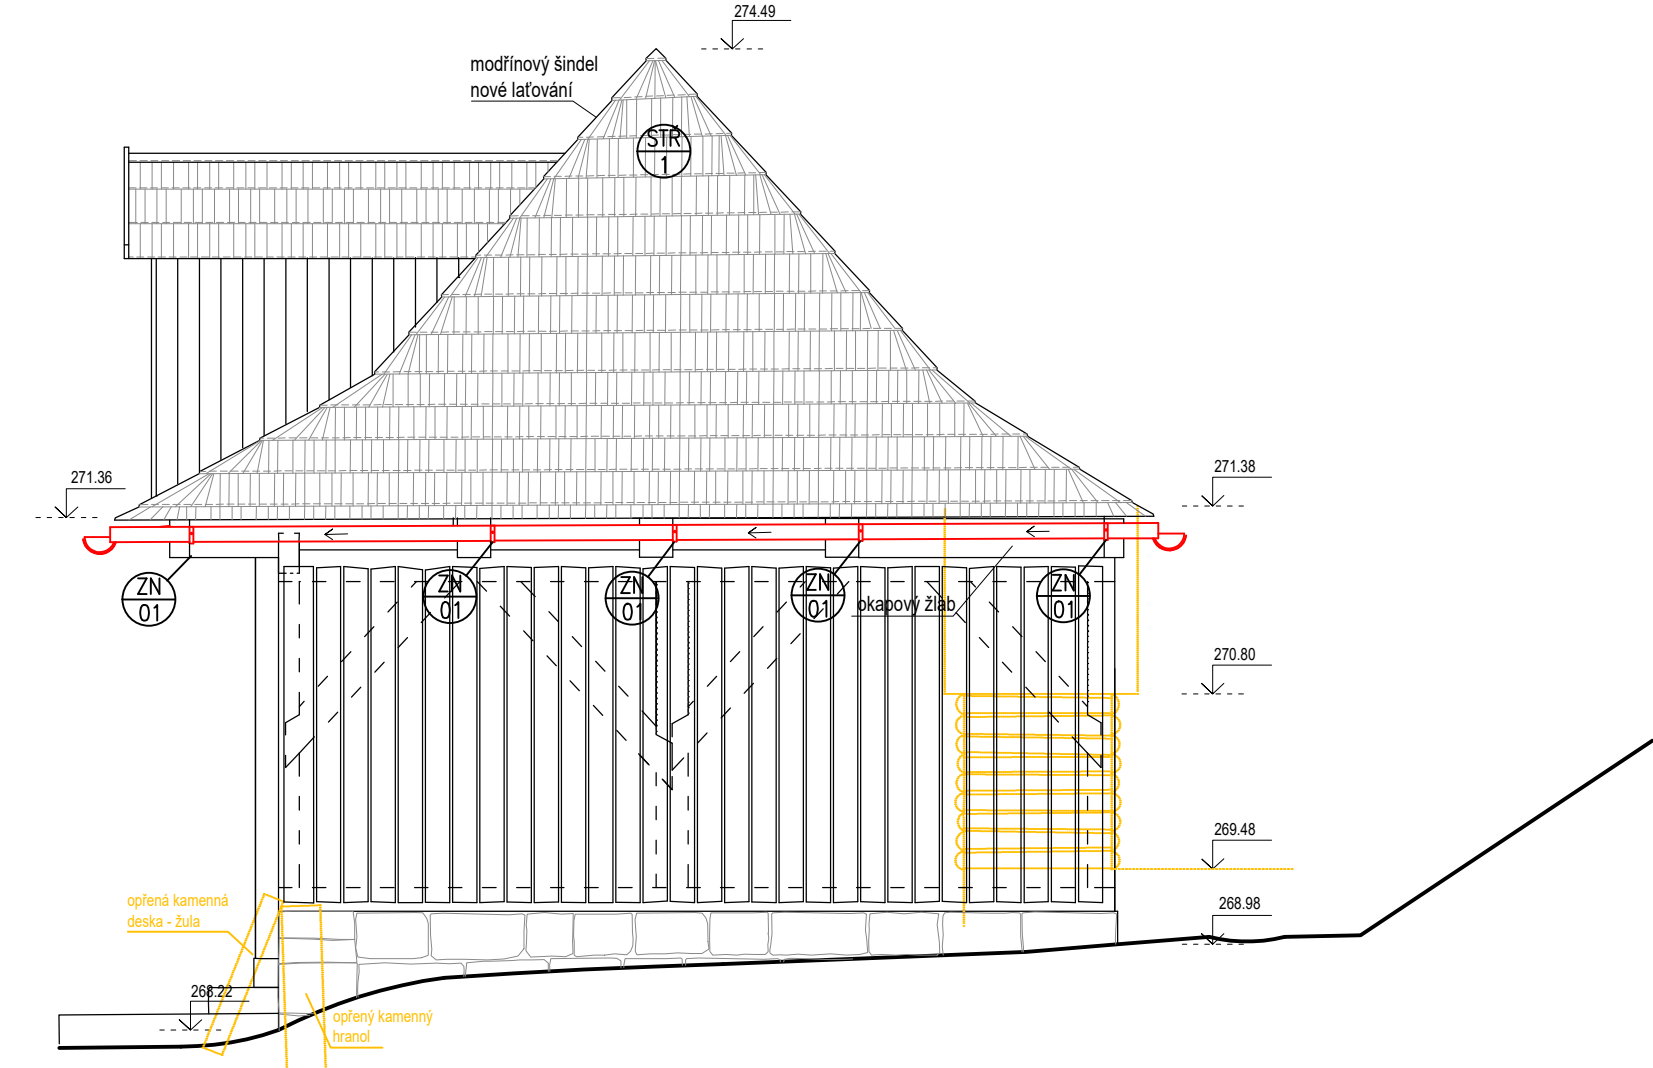 274.49
modřínový šindel
nové laťování
STŘ
1
271.36
271.38
ZN
01
ZN
01
ZN
01
ZN
01
ZN
01
okapový žlab
270.80
269.48
opřená kamenná
deska - žula
268.98
268.22
opřený kamenný
hranol